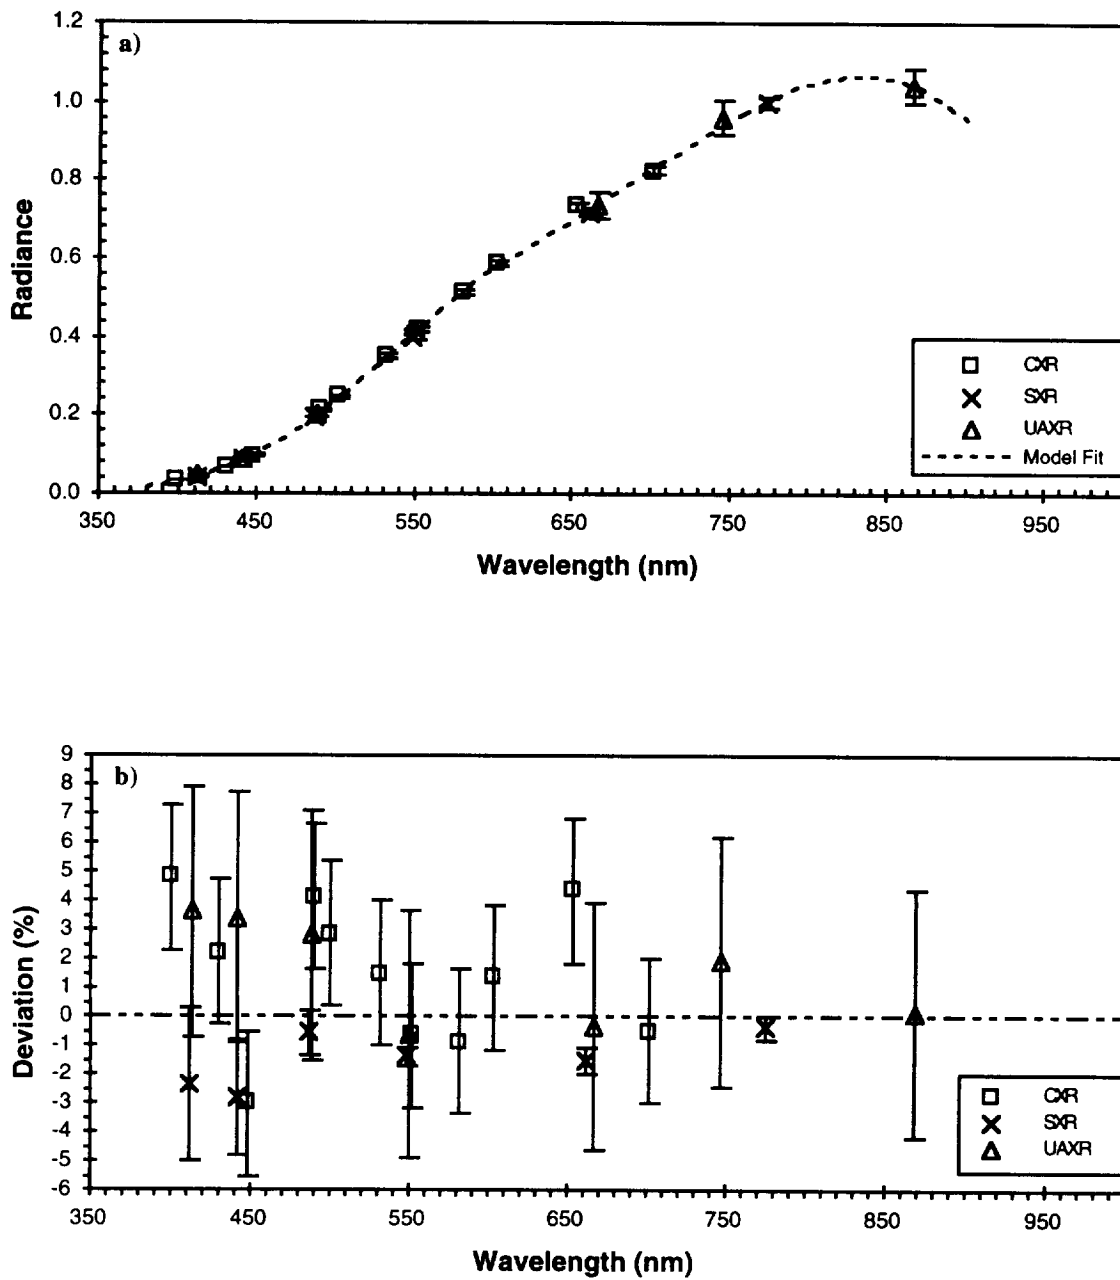 a)
1.2
1.0
0.8
0.6
0.4
0.2
0.0
Radiance
350 450 550 650 750 850 950
Wavelength (nm)
CXR
SXR
UAXR
Model Fit
b)
9
8
7
6
5
4
3
2
1
0
-1
-2
-3
-4
-5
-6
Deviation (%)
350 450 550 650 750 850 950
Wavelength (nm)
CXR
SXR
UAXR